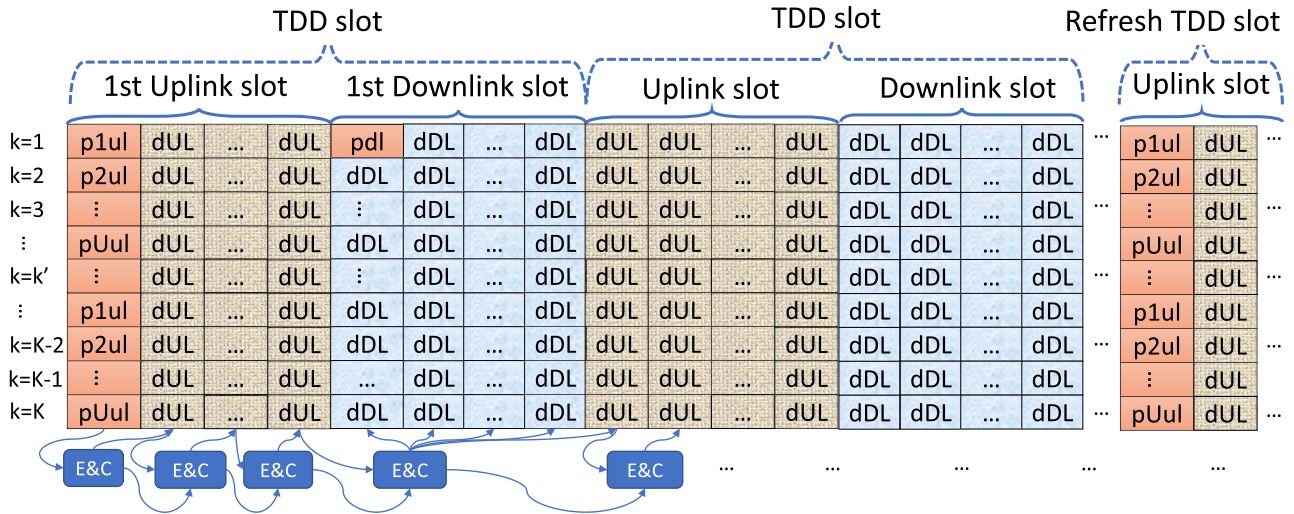 TDD slot TDD slot Refresh TDD slot
1st Uplink slot 1st Downlink slot Uplink slot Downlink slot Uplink slot
k=1 p1ul dUL ... dUL pdl dDL ... dDL dUL dUL ... dUL dDL dDL ... dDL ... p1ul dUL ...
k=2 p2ul dUL ... dUL dDL dDL ... dDL dUL dUL ... dUL dDL dDL ... dDL p2ul dUL
k=3 ⋮ dUL ... dUL ⋮ dDL ... dDL dUL dUL ... dUL dDL dDL ... dDL ... ⋮ dUL ...
⋮ pUul dUL ... dUL dDL dDL ... dDL dUL dUL ... dUL dDL dDL ... dDL pUul dUL
k=k’ ⋮ dUL ... dUL ⋮ dDL ... dDL dUL dUL ... dUL dDL dDL ... dDL ... ⋮ dUL ...
⋮ p1ul dUL ... dUL dDL dDL ... dDL dUL dUL ... dUL dDL dDL ... dDL p1ul dUL
k=K-2 p2ul dUL ... dUL dDL dDL ... dDL dUL dUL ... dUL dDL dDL ... dDL ... p2ul dUL ...
k=K-1 ⋮ dUL ... dUL ... dDL ... dDL dUL dUL ... dUL dDL dDL ... dDL ... ⋮ dUL ...
k=K pUul dUL ... dUL dDL dDL ... dDL dUL dUL ... dUL dDL dDL ... dDL ... pUul dUL ...
E&C E&C E&C E&C E&C ... ... ... ... ...